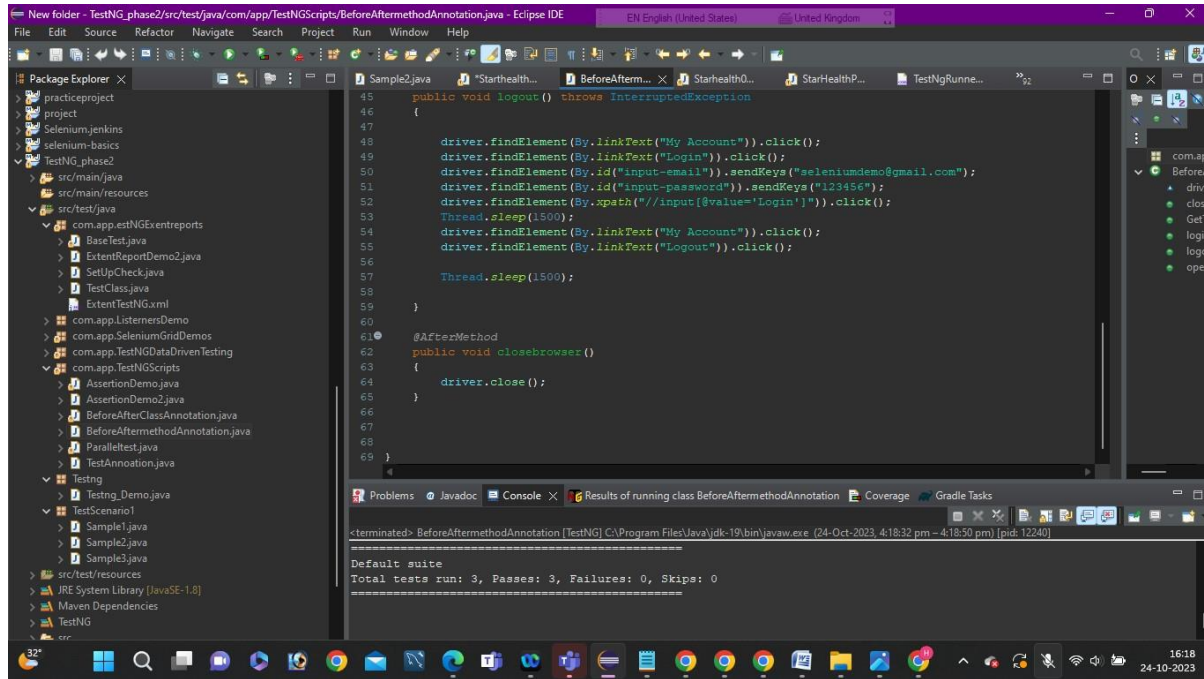 New folder - TestNG_phase2/src/test/java/com/app/TestNGScripts/BeforeAftermethodAnnotation.java - Eclipse IDE
EN English (United States) United Kingdom
File Edit Source Refactor Navigate Search Project Run Window Help
Package Explorer
practiceproject
project
Selenium.jenkins
selenium-basics
TestNG_phase2
src/main/java
src/main/resources
src/test/java
com.app.estNGExentreports
BaseTest.java
ExtentReportDemo2.java
SetUpCheck.java
TestClass.java
ExtentTestNG.xml
com.app.ListernersDemo
com.app.SeleniumGridDemos
com.app.TestNGDataDrivenTesting
com.app.TestNGScripts
AssertionDemo.java
AssertionDemo2.java
BeforeAfterClassAnnotation.java
BeforeAftermethodAnnotation.java
Paralleltest.java
TestAnnoation.java
Testng
Testng_Demo.java
TestScenario1
Sample1.java
Sample2.java
Sample3.java
src/test/resources
JRE System Library [JavaSE-1.8]
Maven Dependencies
TestNG
src
Sample2.java *Starthealth... BeforeAfterm... Starhealth0... StarHealthP... TestNgRunne... »92
45 public void logout() throws InterruptedException
46 {
47
48 driver.findElement(By.linkText("My Account")).click();
49 driver.findElement(By.linkText("Login")).click();
50 driver.findElement(By.id("input-email")).sendKeys("seleniumdemo@gmail.com");
51 driver.findElement(By.id("input-password")).sendKeys("123456");
52 driver.findElement(By.xpath("//input[@value='Login']")).click();
53 Thread.sleep(1500);
54 driver.findElement(By.linkText("My Account")).click();
55 driver.findElement(By.linkText("Logout")).click();
56
57 Thread.sleep(1500);
58
59 }
60
61 @AfterMethod
62 public void closebrowser()
63 {
64 driver.close();
65 }
66
67
68
69 }
com.ap
Before
driv
clos
Get
logi
logo
ope
Problems Javadoc Console Results of running class BeforeAftermethodAnnotation Coverage Gradle Tasks
<terminated> BeforeAftermethodAnnotation [TestNG] C:\Program Files\Java\jdk-19\bin\javaw.exe (24-Oct-2023, 4:18:32 pm – 4:18:50 pm) [pid: 12240]
===============================================
Default suite
Total tests run: 3, Passes: 3, Failures: 0, Skips: 0
===============================================
32°
16:18
24-10-2023